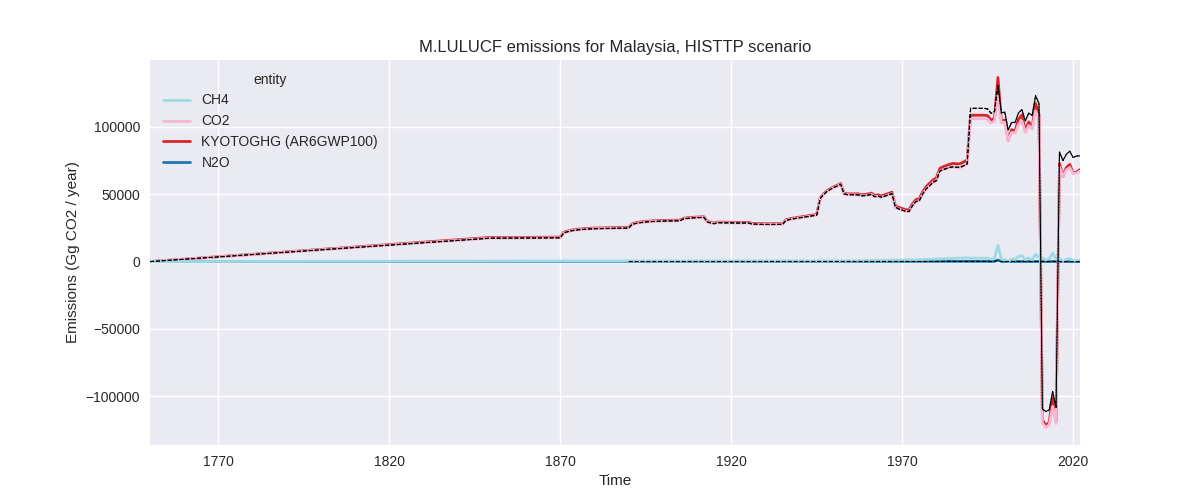 M.LULUCF emissions for Malaysia, HISTTP scenario
entity
CH4
CO2
KYOTOGHG (AR6GWP100)
N2O
Emissions (Gg CO2 / year)
100000
50000
0
−50000
−100000
1770
1820
1870
1920
1970
2020
Time